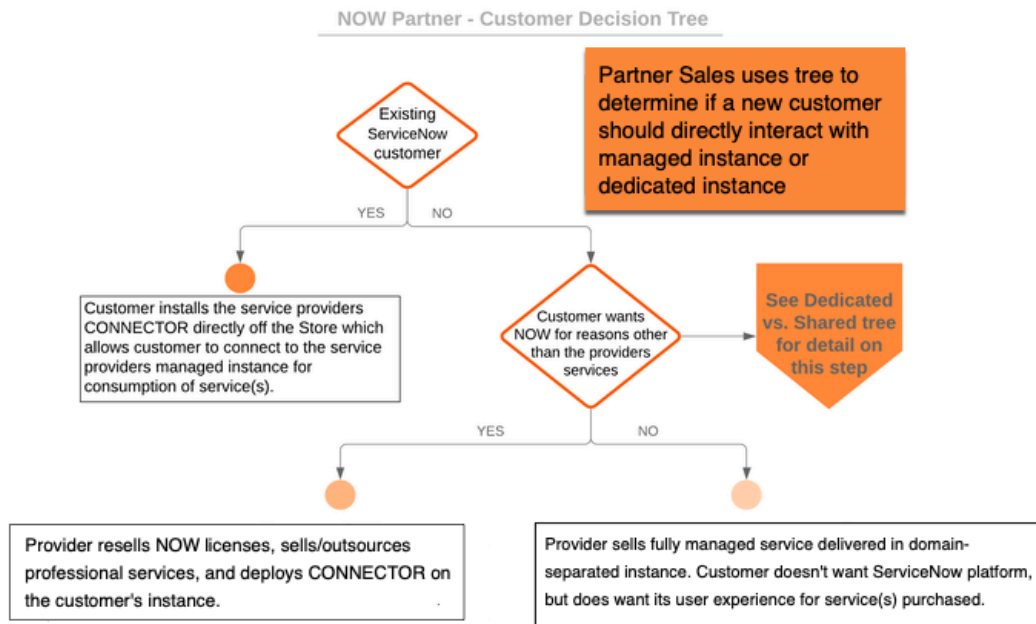 NOW Partner - Customer Decision Tree
Partner Sales uses tree to
determine if a new customer
should directly interact with
managed instance or
dedicated instance
Existing
ServiceNow
customer
YES
NO
Customer installs the service providers
CONNECTOR directly off the Store which
allows customer to connect to the service
providers managed instance for
consumption of service(s).
Customer wants
NOW for reasons other
than the providers
services
See Dedicated
vs. Shared tree
for detail on
this step
YES
NO
Provider resells NOW licenses, sells/outsources
professional services, and deploys CONNECTOR on
the customer's instance.
Provider sells fully managed service delivered in domain-
separated instance. Customer doesn't want ServiceNow platform,
but does want its user experience for service(s) purchased.